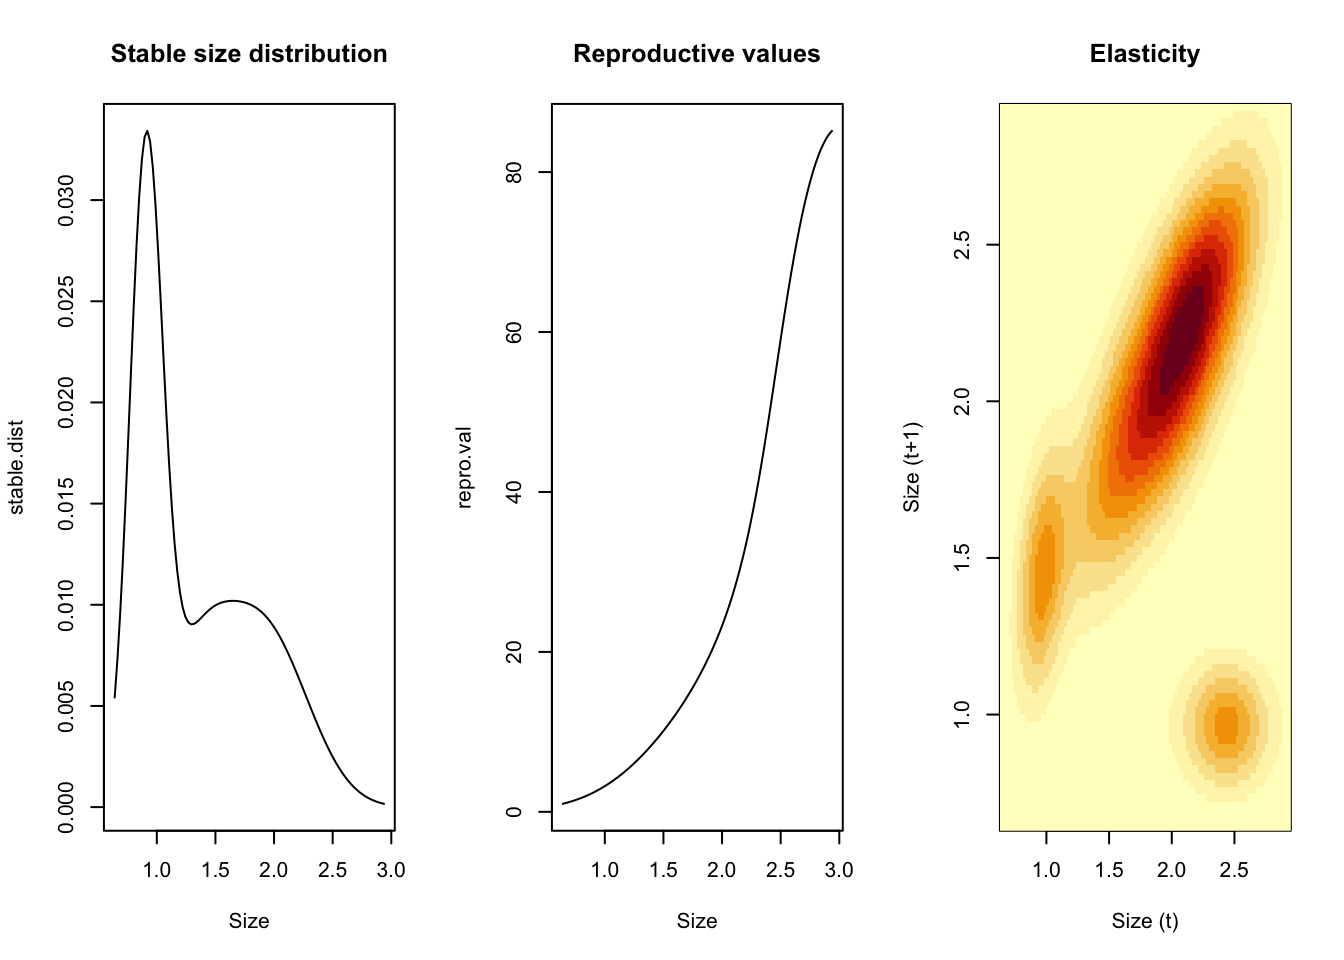 Stable size distribution
stable.dist
0.000
0.005
0.010
0.015
0.020
0.025
0.030
1.0 1.5 2.0 2.5 3.0
Size
Reproductive values
repro.val
0
20
40
60
80
1.0 1.5 2.0 2.5 3.0
Size
Elasticity
Size (t+1)
1.0
1.5
2.0
2.5
1.0 1.5 2.0 2.5
Size (t)